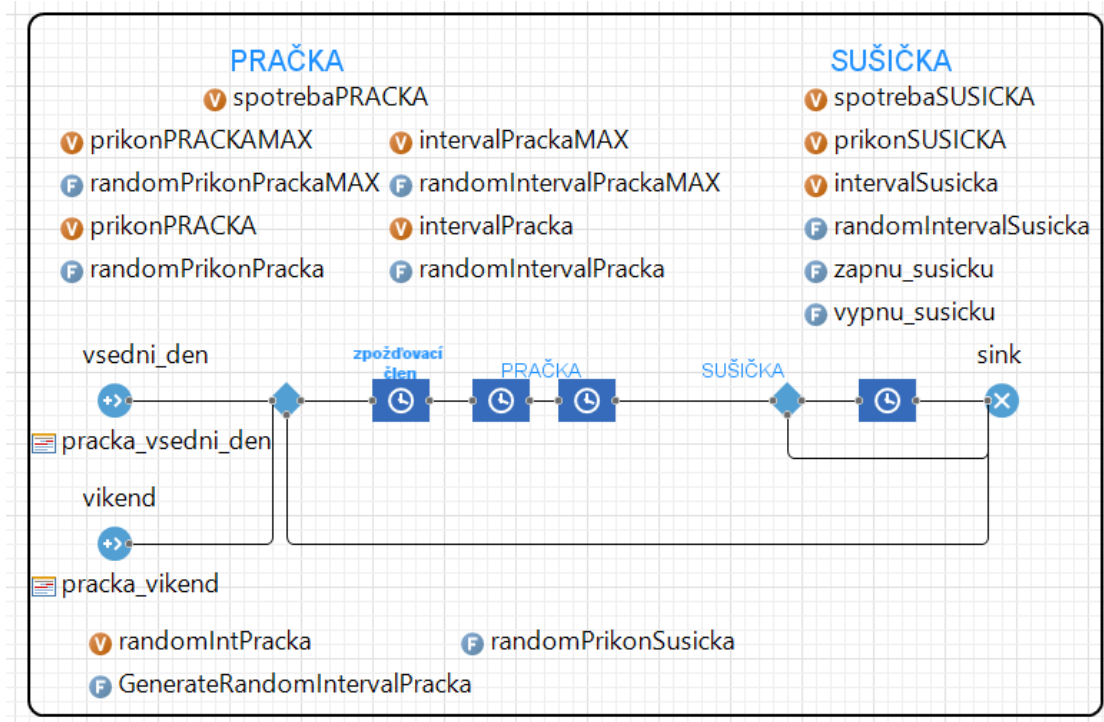 PRAČKA SUŠIČKA
V spotrebaPRACKA V spotrebaSUSICKA
V prikonPRACKAMAX V intervalPrackaMAX V prikonSUSICKA
F randomPrikonPrackaMAX F randomIntervalPrackaMAX V intervalSusicka
V prikonPRACKA V intervalPracka F randomIntervalSusicka
F randomPrikonPracka F randomIntervalPracka F zapnu_susicku
F vypnu_susicku
vsedni_den zpožďovací sink
člen PRAČKA SUŠIČKA
pracka_vsedni_den
vikend
pracka_vikend
V randomIntPracka F randomPrikonSusicka
F GenerateRandomIntervalPracka